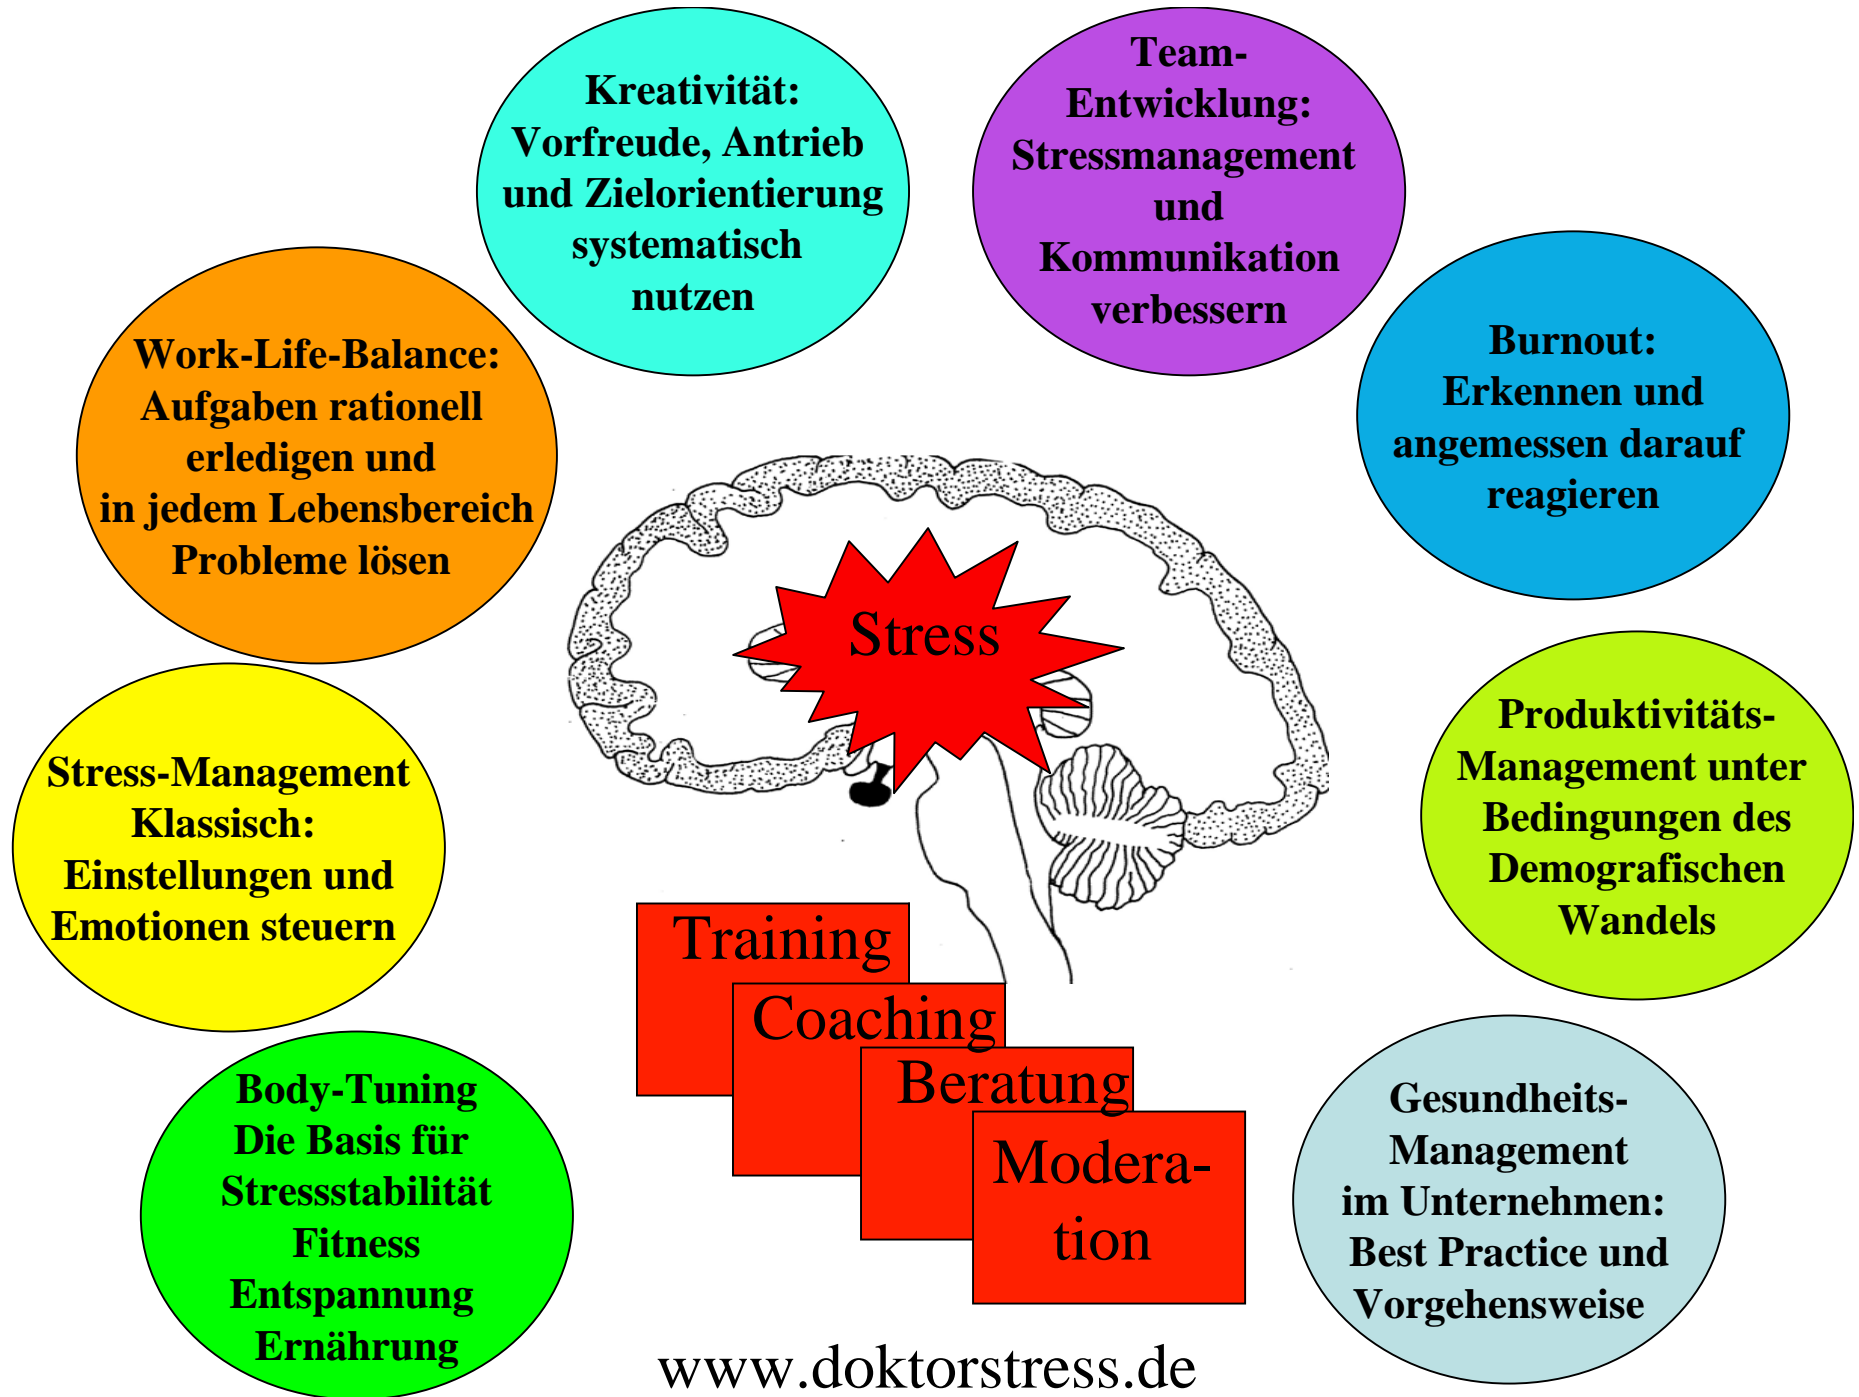 Kreativität:
Vorfreude, Antrieb
und Zielorientierung
systematisch
nutzen
Team-
Entwicklung:
Stressmanagement
und
Kommunikation
verbessern
Work-Life-Balance:
Aufgaben rationell
erledigen und
in jedem Lebensbereich
Probleme lösen
Burnout:
Erkennen und
angemessen darauf
reagieren
Stress
Stress-Management
Klassisch:
Einstellungen und
Emotionen steuern
Produktivitäts-
Management unter
Bedingungen des
Demografischen
Wandels
Training
Coaching
Beratung
Modera-
tion
Body-Tuning
Die Basis für
Stressstabilität
Fitness
Entspannung
Ernährung
Gesundheits-
Management
im Unternehmen:
Best Practice und
Vorgehensweise
www.doktorstress.de